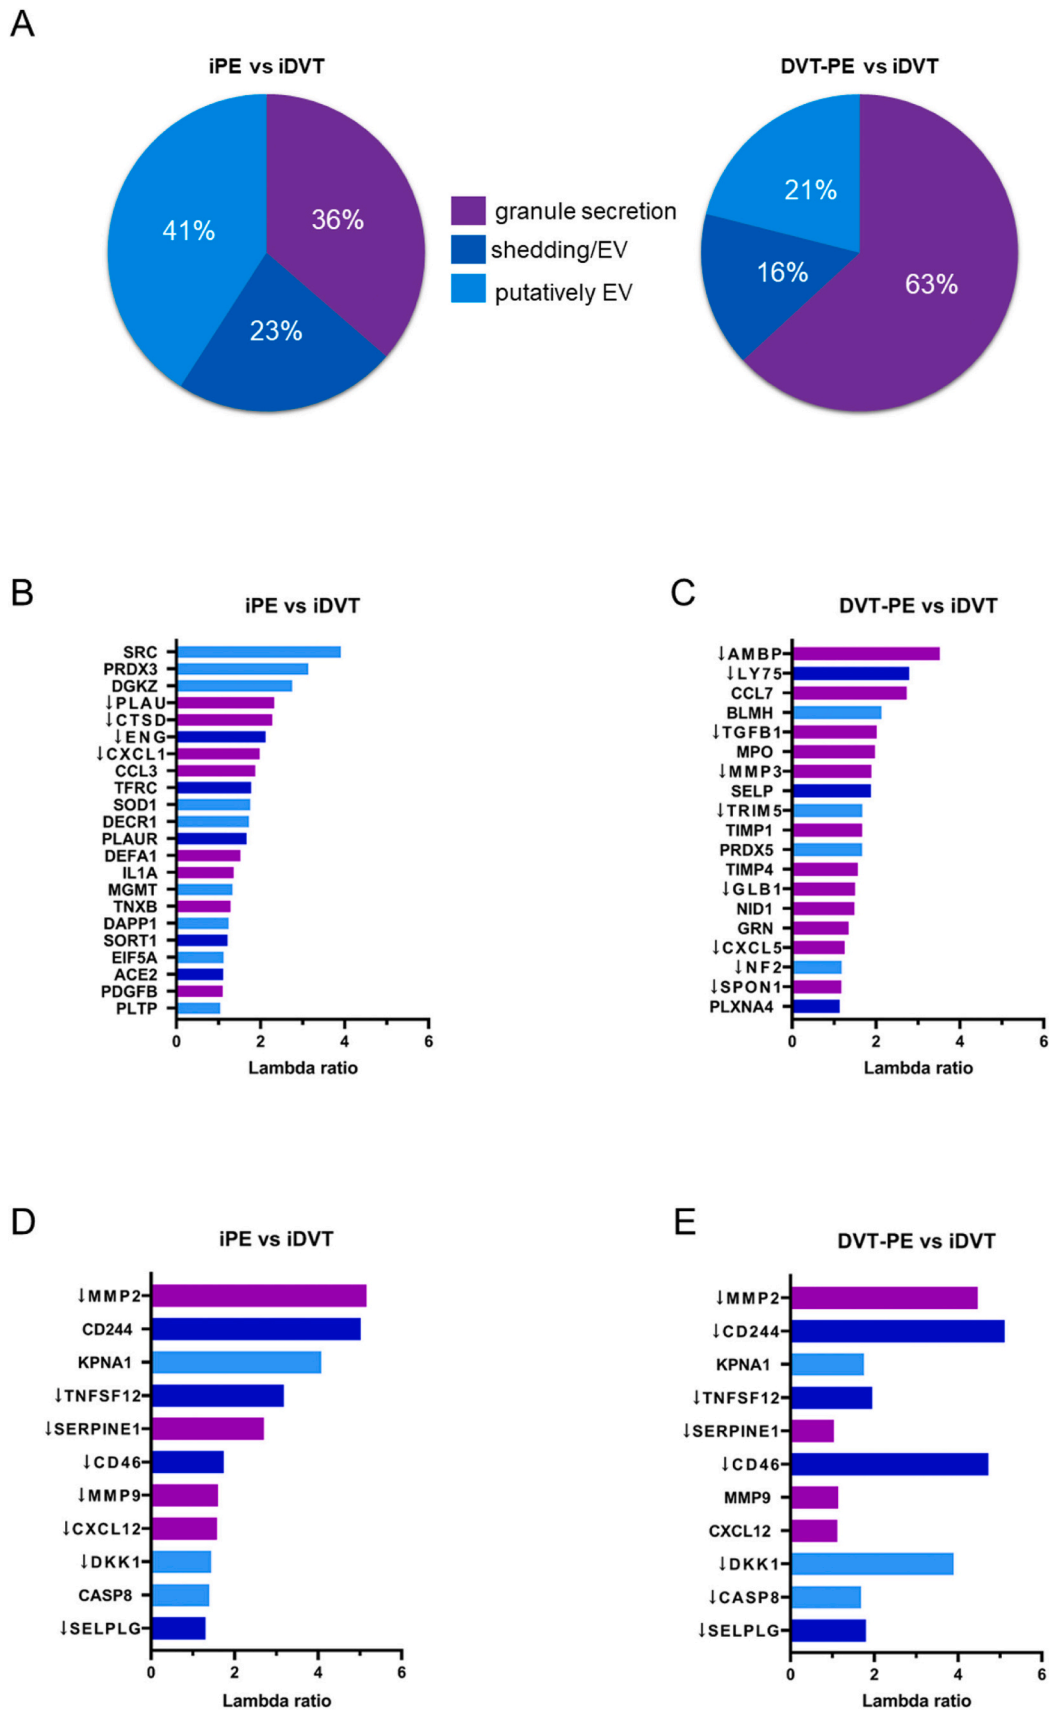 A
iPE vs iDVT
DVT-PE vs iDVT
41%
36%
23%
granule secretion
shedding/EV
putatively EV
21%
16%
63%
B
iPE vs iDVT
SRC
PRDX3
DGKZ
↓PLAU
↓CTSD
↓ENG
↓CXCL1
CCL3
TFRC
SOD1
DECR1
PLAUR
DEFA1
IL1A
MGMT
TNXB
DAPP1
SORT1
EIF5A
ACE2
PDGFB
PLTP
0 2 4 6
Lambda ratio
C
DVT-PE vs iDVT
↓AMBP
↓LY75
CCL7
BLMH
↓TGFB1
MPO
↓MMP3
SELP
↓TRIM5
TIMP1
PRDX5
TIMP4
↓GLB1
NID1
GRN
↓CXCL5
↓NF2
↓SPON1
PLXNA4
0 2 4 6
Lambda ratio
D
iPE vs iDVT
↓MMP2
CD244
KPNA1
↓TNFSF12
↓SERPINE1
↓CD46
↓MMP9
↓CXCL12
↓DKK1
CASP8
↓SELPLG
0 2 4 6
Lambda ratio
E
DVT-PE vs iDVT
↓MMP2
↓CD244
KPNA1
↓TNFSF12
↓SERPINE1
↓CD46
MMP9
CXCL12
↓DKK1
↓CASP8
↓SELPLG
0 2 4 6
Lambda ratio